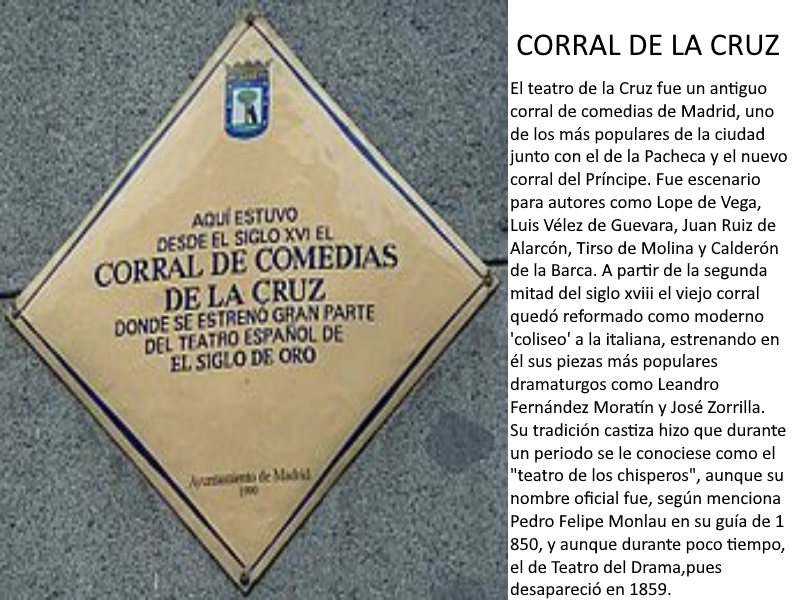 CORRAL DE LA CRUZ
El teatro de la Cruz fue un antiguo
corral de comedias de Madrid, uno
de los más populares de la ciudad
junto con el de la Pacheca y el nuevo
corral del Príncipe. Fue escenario
para autores como Lope de Vega,
Luis Vélez de Guevara, Juan Ruiz de
Alarcón, Tirso de Molina y Calderón
de la Barca. A partir de la segunda
mitad del siglo xviii el viejo corral
quedó reformado como moderno
'coliseo' a la italiana, estrenando en
él sus piezas más populares
dramaturgos como Leandro
Fernández Moratín y José Zorrilla.
Su tradición castiza hizo que durante
un periodo se le conociese como el
"teatro de los chisperos", aunque su
nombre oficial fue, según menciona
Pedro Felipe Monlau en su guía de 1
850, y aunque durante poco tiempo,
el de Teatro del Drama,pues
desapareció en 1859.
AQUÍ ESTUVO
DESDE EL SIGLO XVI EL
CORRAL DE COMEDIAS
DE LA CRUZ
DONDE SE ESTRENÓ GRAN PARTE
DEL TEATRO ESPAÑOL DE
EL SIGLO DE ORO
Ayuntamiento de Madrid
1990